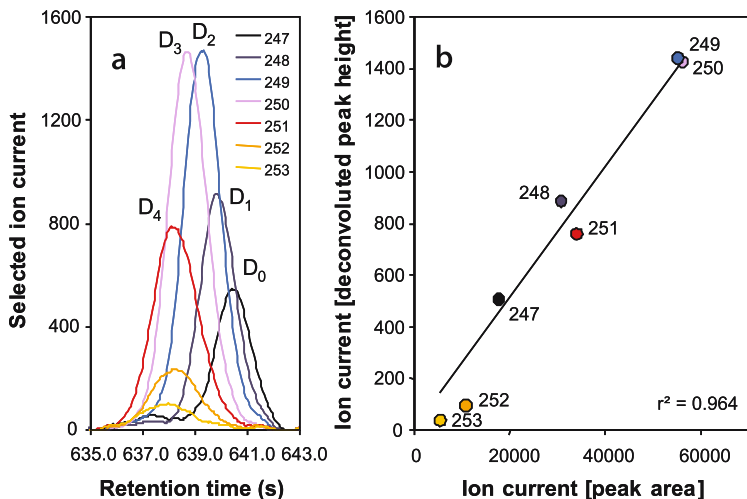 a
Selected ion current
1600
1200
800
400
0
635.0 637.0 639.0 641.0 643.0
Retention time (s)
D3 D2
D1
D4
D0
247
248
249
250
251
252
253
b
Ion current [deconvoluted peak height]
1600
1400
1200
1000
800
600
400
200
0
0 20000 40000 60000
Ion current [peak area]
249
250
248
251
247
252
253
r² = 0.964